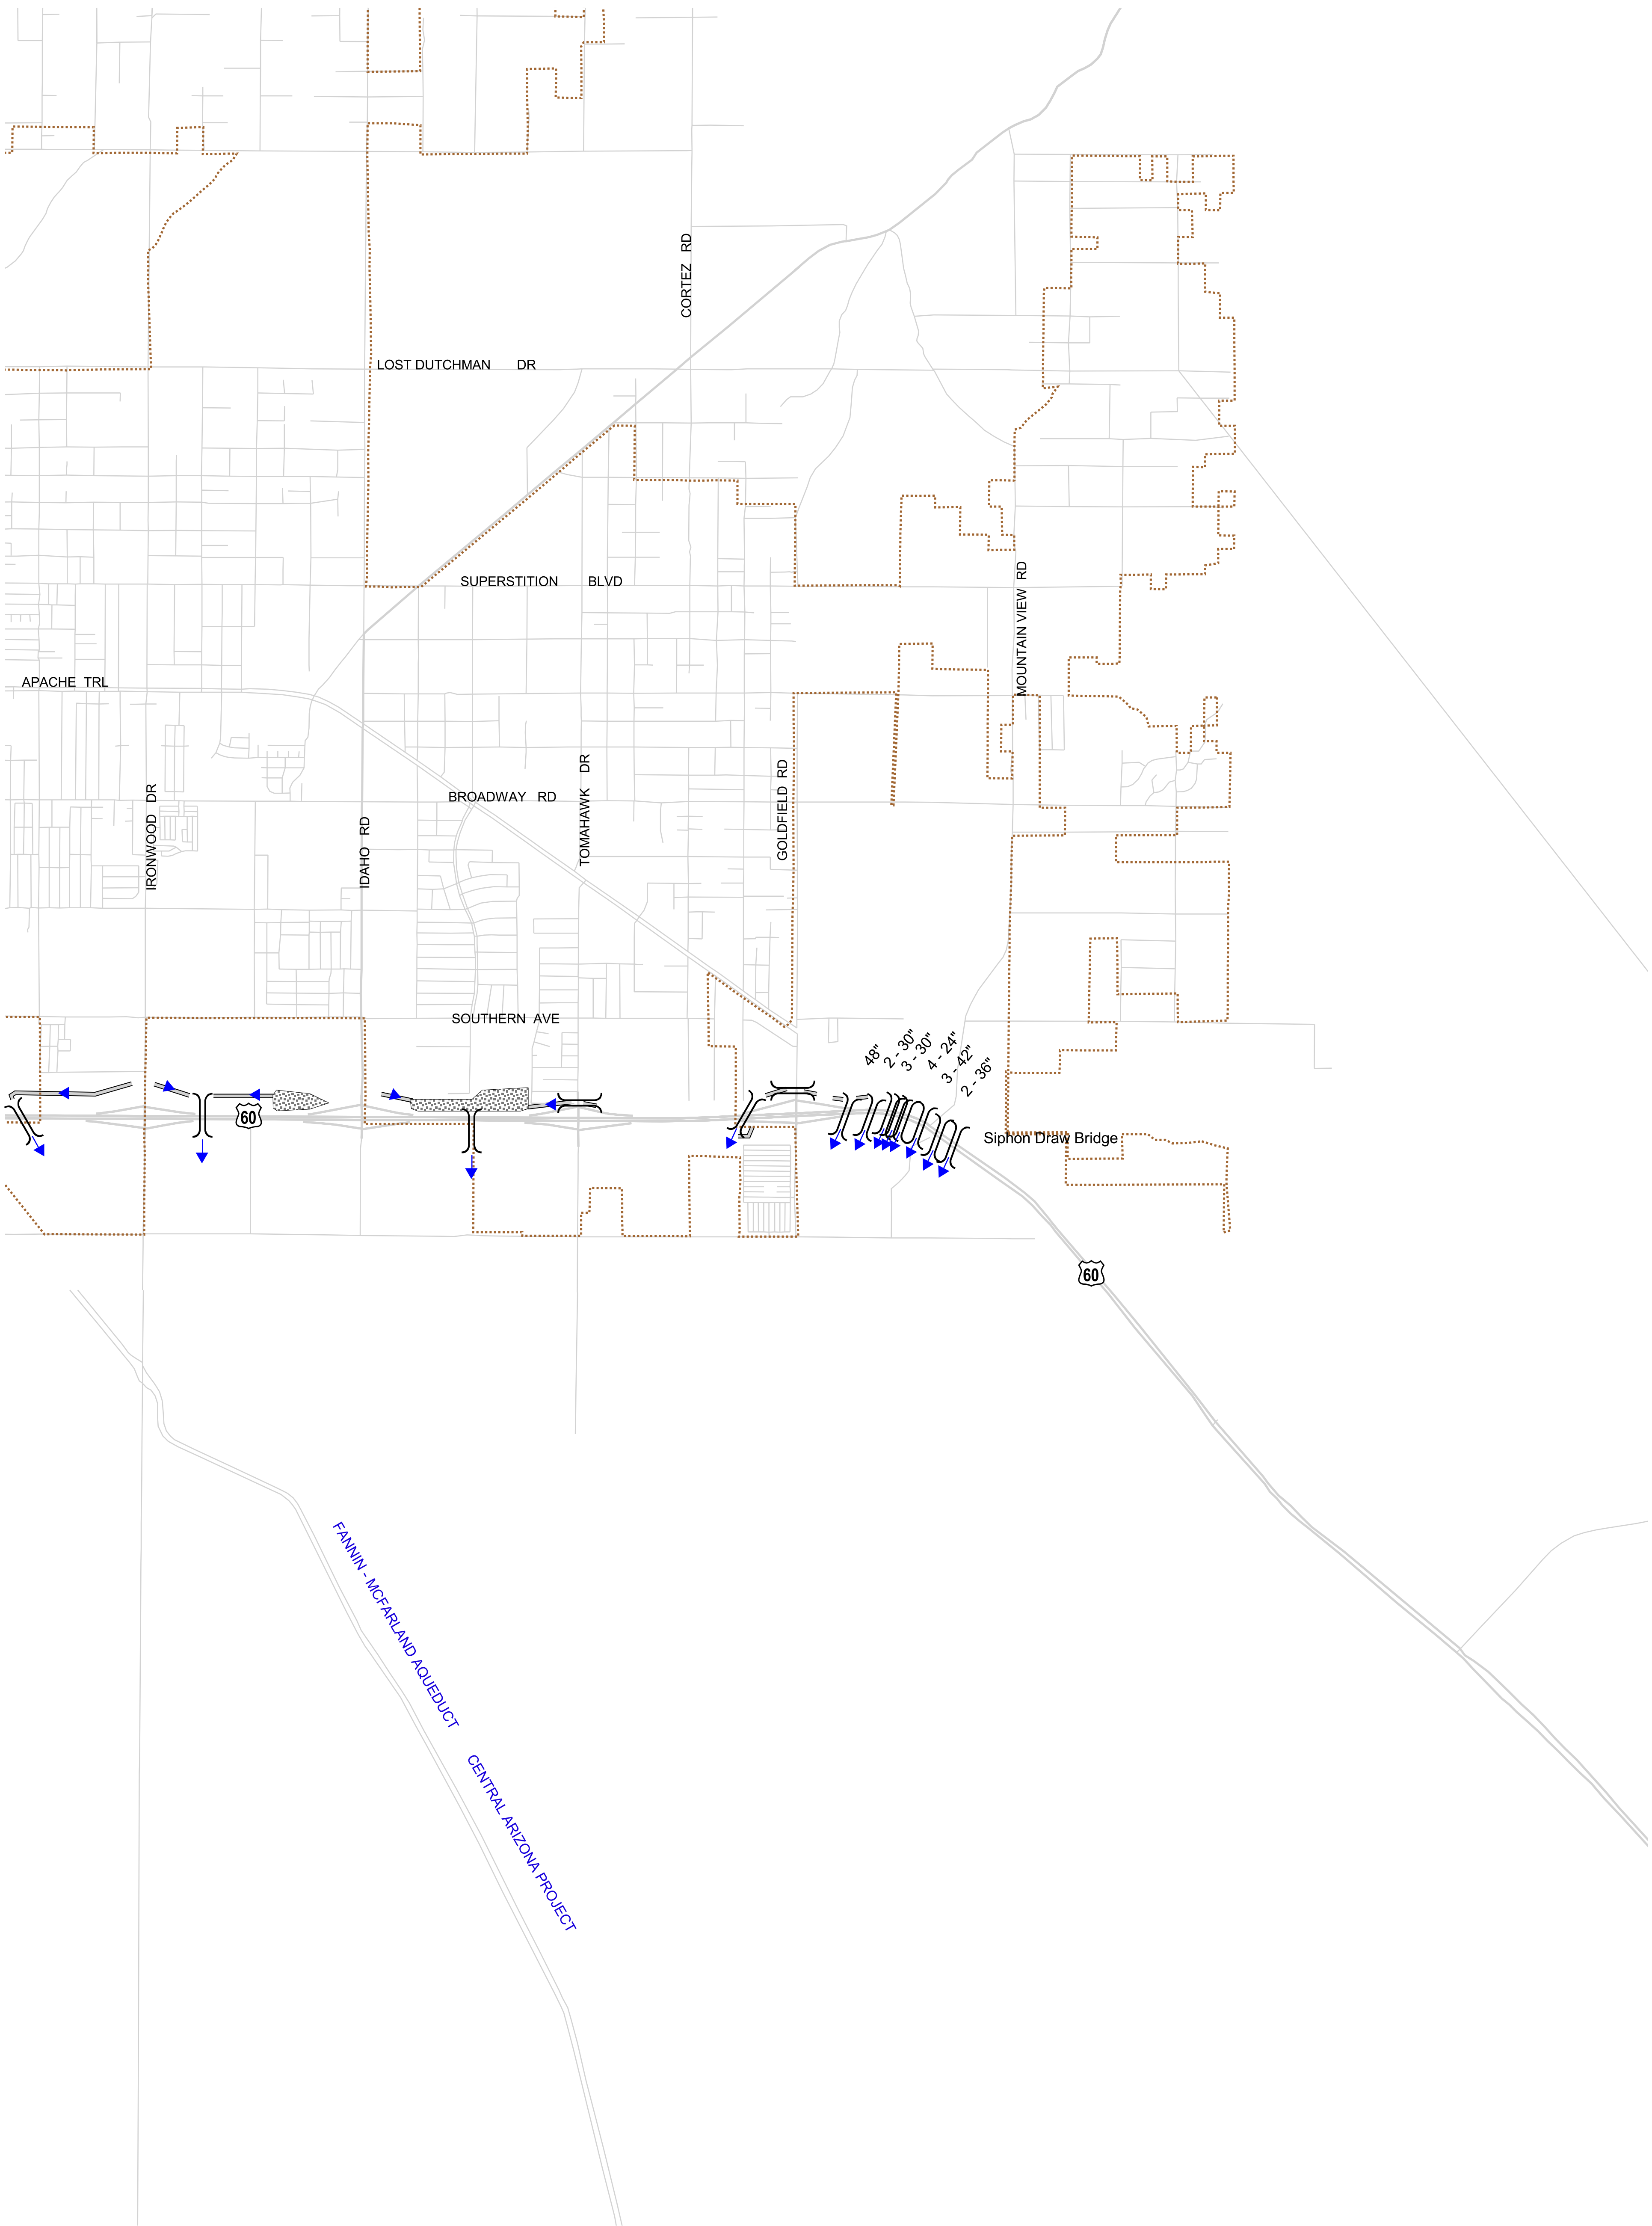 CORTEZ RD
LOST DUTCHMAN DR
SUPERSTITION BLVD
MOUNTAIN VIEW RD
APACHE TRL
IRONWOOD DR
IDAHO RD
BROADWAY RD
TOMAHAWK DR
GOLDFIELD RD
SOUTHERN AVE
48"
2 - 30"
3 - 30"
4 - 24"
3 - 42"
2 - 36"
60
Siphon Draw Bridge
60
FANNIN - MCFARLAND AQUEDUCT
CENTRAL ARIZONA PROJECT